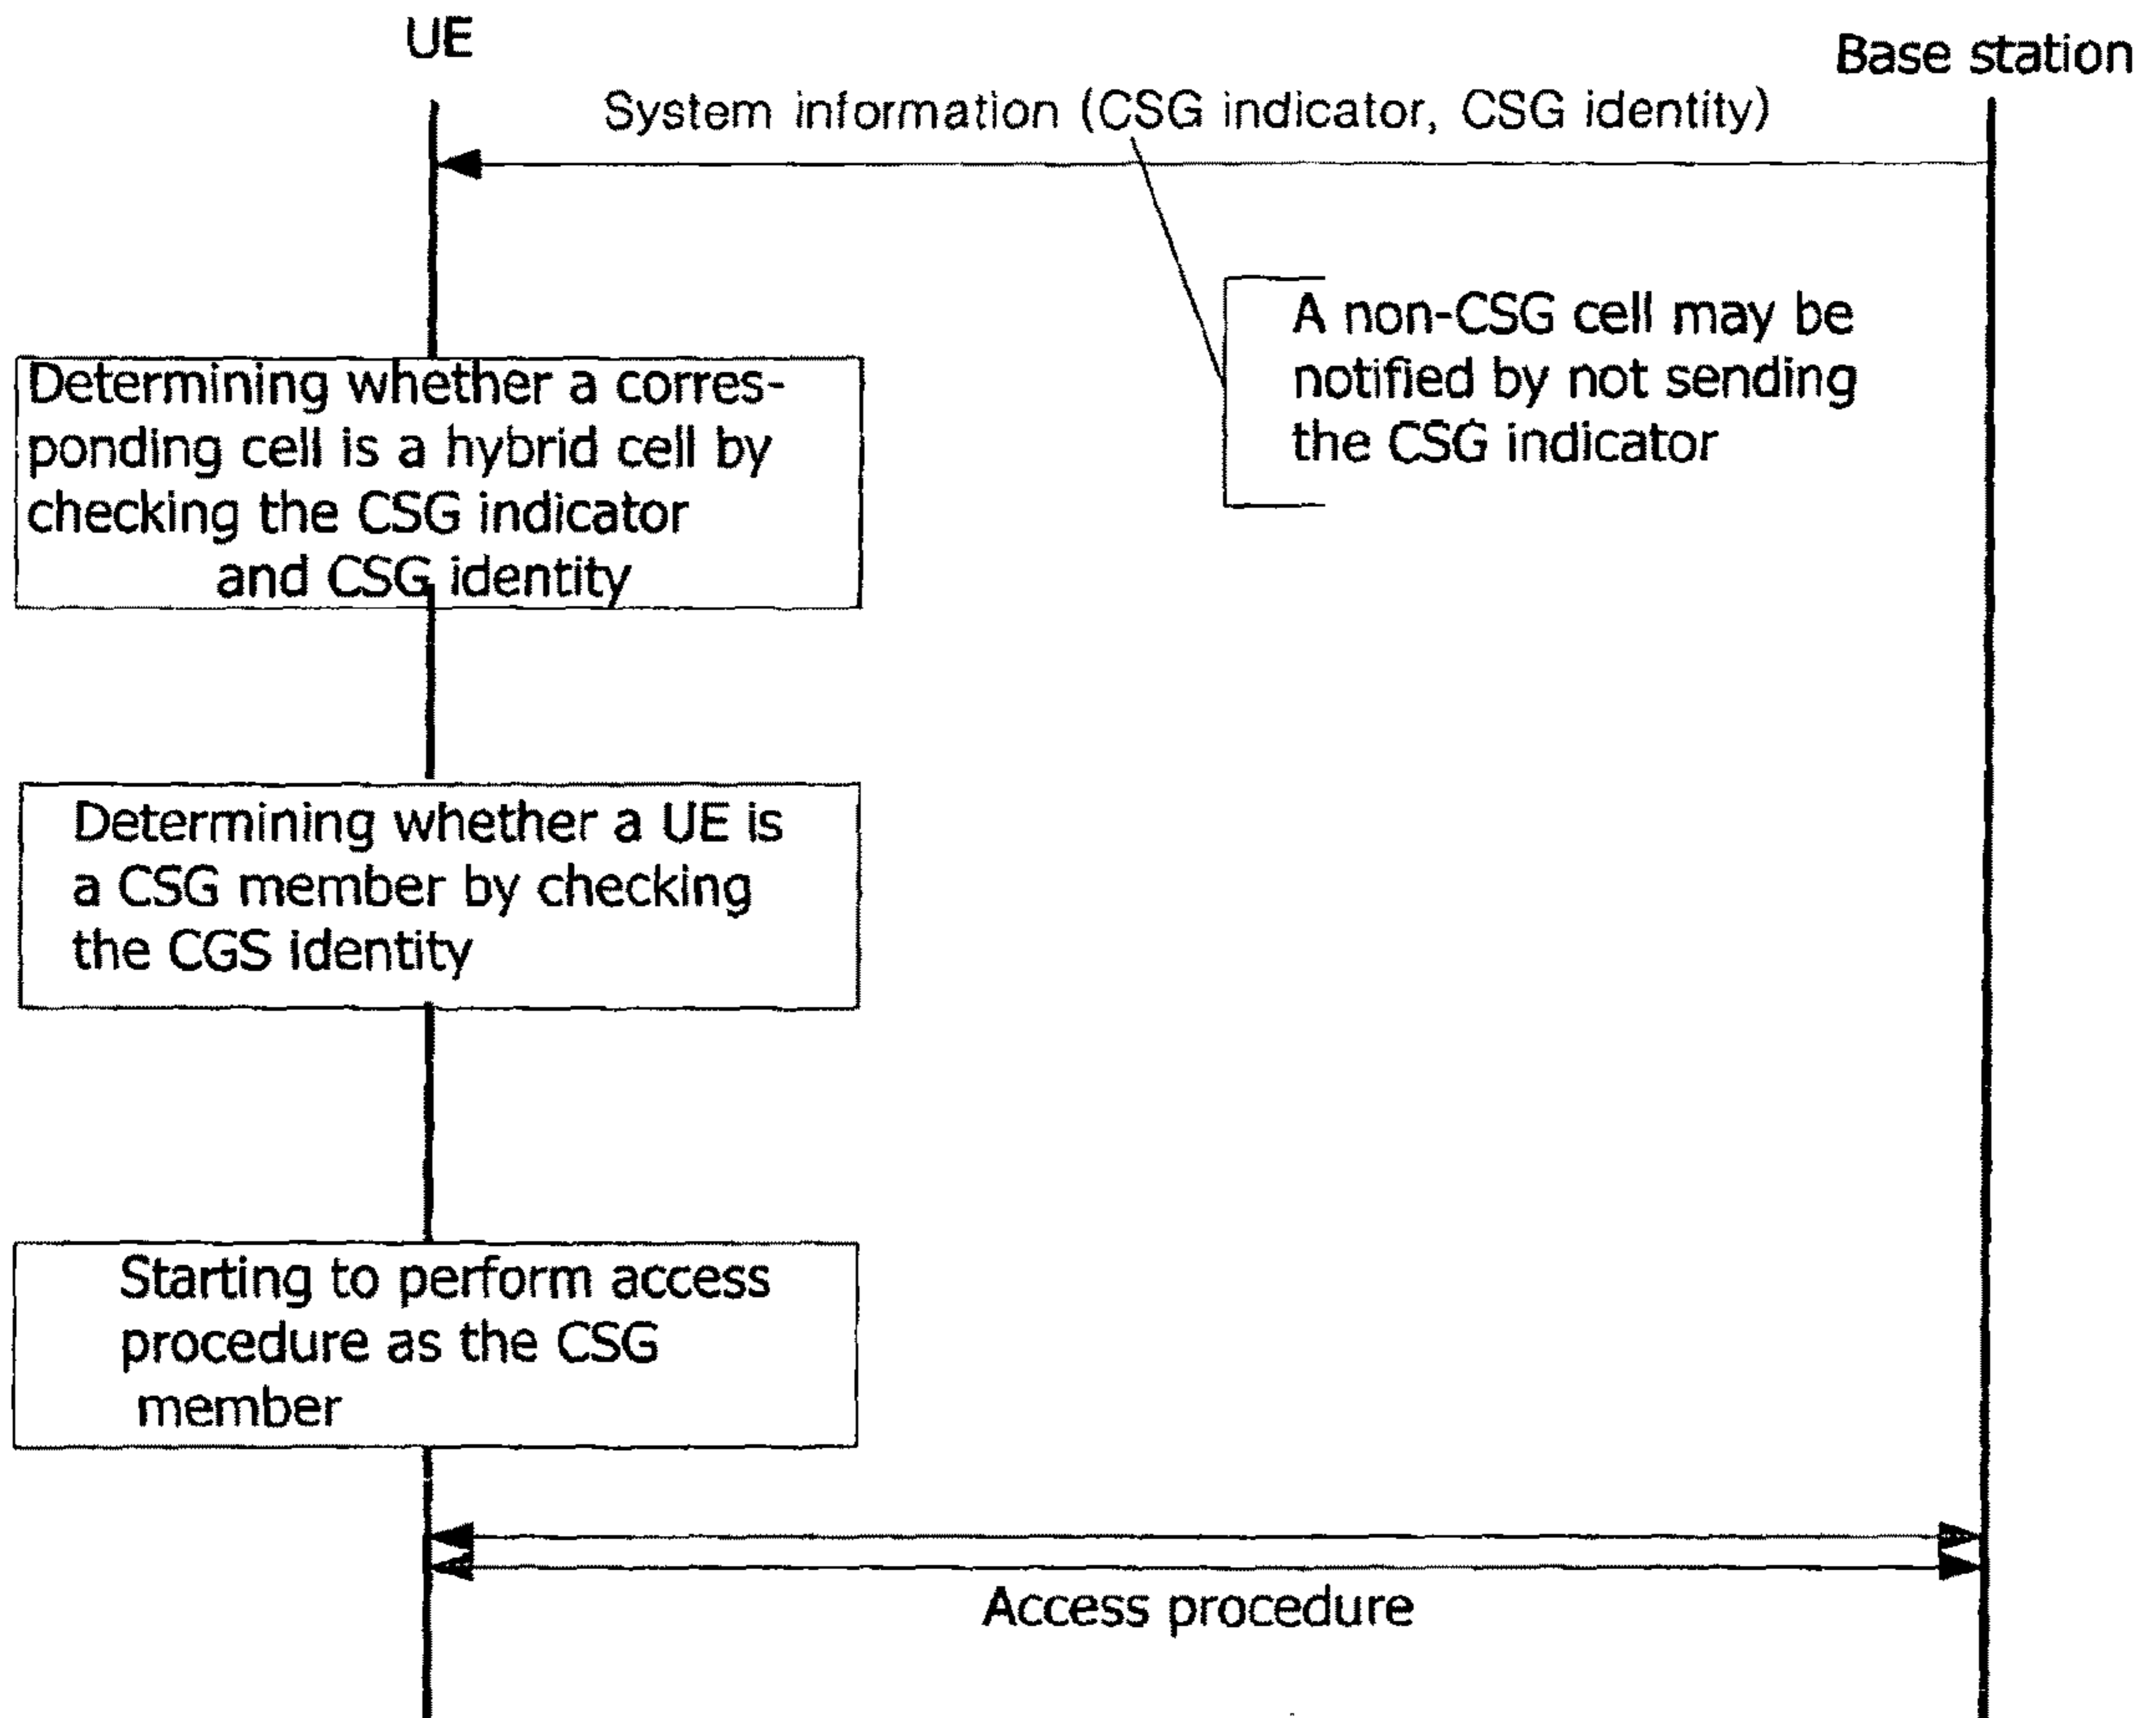 UE
Base station
System information (CSG indicator, CSG identity)
A non-CSG cell may be
notified by not sending
the CSG indicator
Determining whether a corres-
ponding cell is a hybrid cell by
checking the CSG indicator
and CSG identity
Determining whether a UE is
a CSG member by checking
the CGS identity
Starting to perform access
procedure as the CSG
member
Access procedure